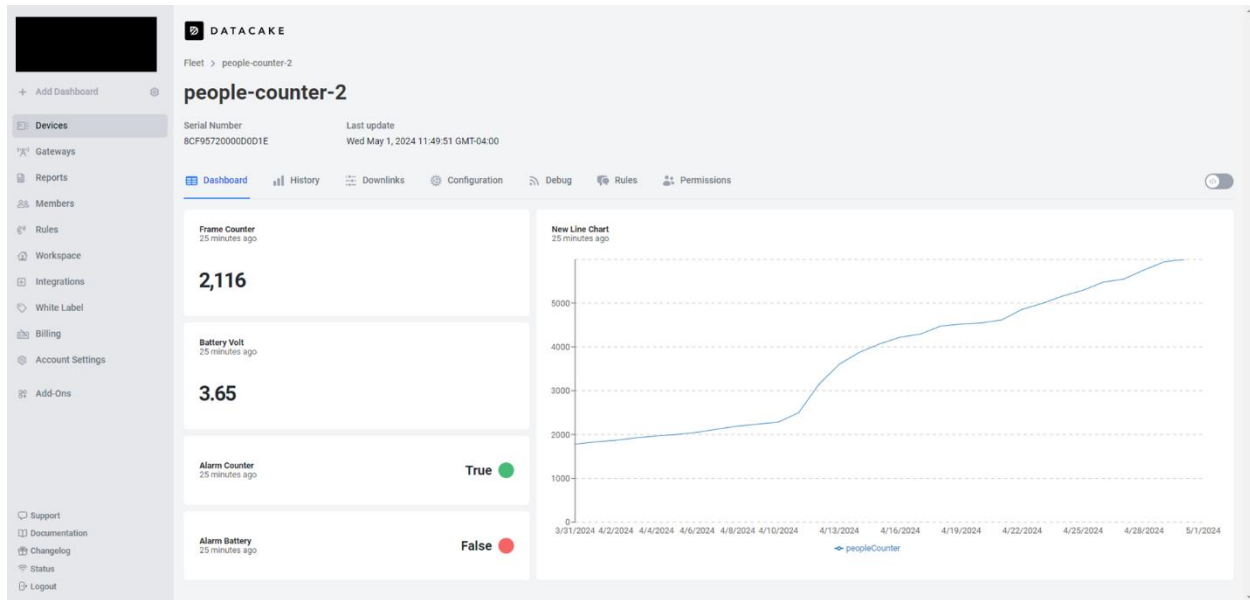 DATACAKE
Fleet > people-counter-2
+ Add Dashboard
people-counter-2
Devices
Gateways
Reports
Members
Rules
Workspace
Integrations
White Label
Billing
Account Settings
Add-Ons
Support
Documentation
Changelog
Status
Logout
Serial Number
8CF95720000D0D1E
Last update
Wed May 1, 2024 11:49:51 GMT-04:00
Dashboard History Downlinks Configuration Debug Rules Permissions
Frame Counter
25 minutes ago
2,116
Battery Volt
25 minutes ago
3.65
Alarm Counter
25 minutes ago
True
Alarm Battery
25 minutes ago
False
New Line Chart
25 minutes ago
5000
4000
3000
2000
1000
0
3/31/2024 4/2/2024 4/4/2024 4/6/2024 4/8/2024 4/10/2024 4/13/2024 4/16/2024 4/19/2024 4/22/2024 4/25/2024 4/28/2024 5/1/2024
peopleCounter